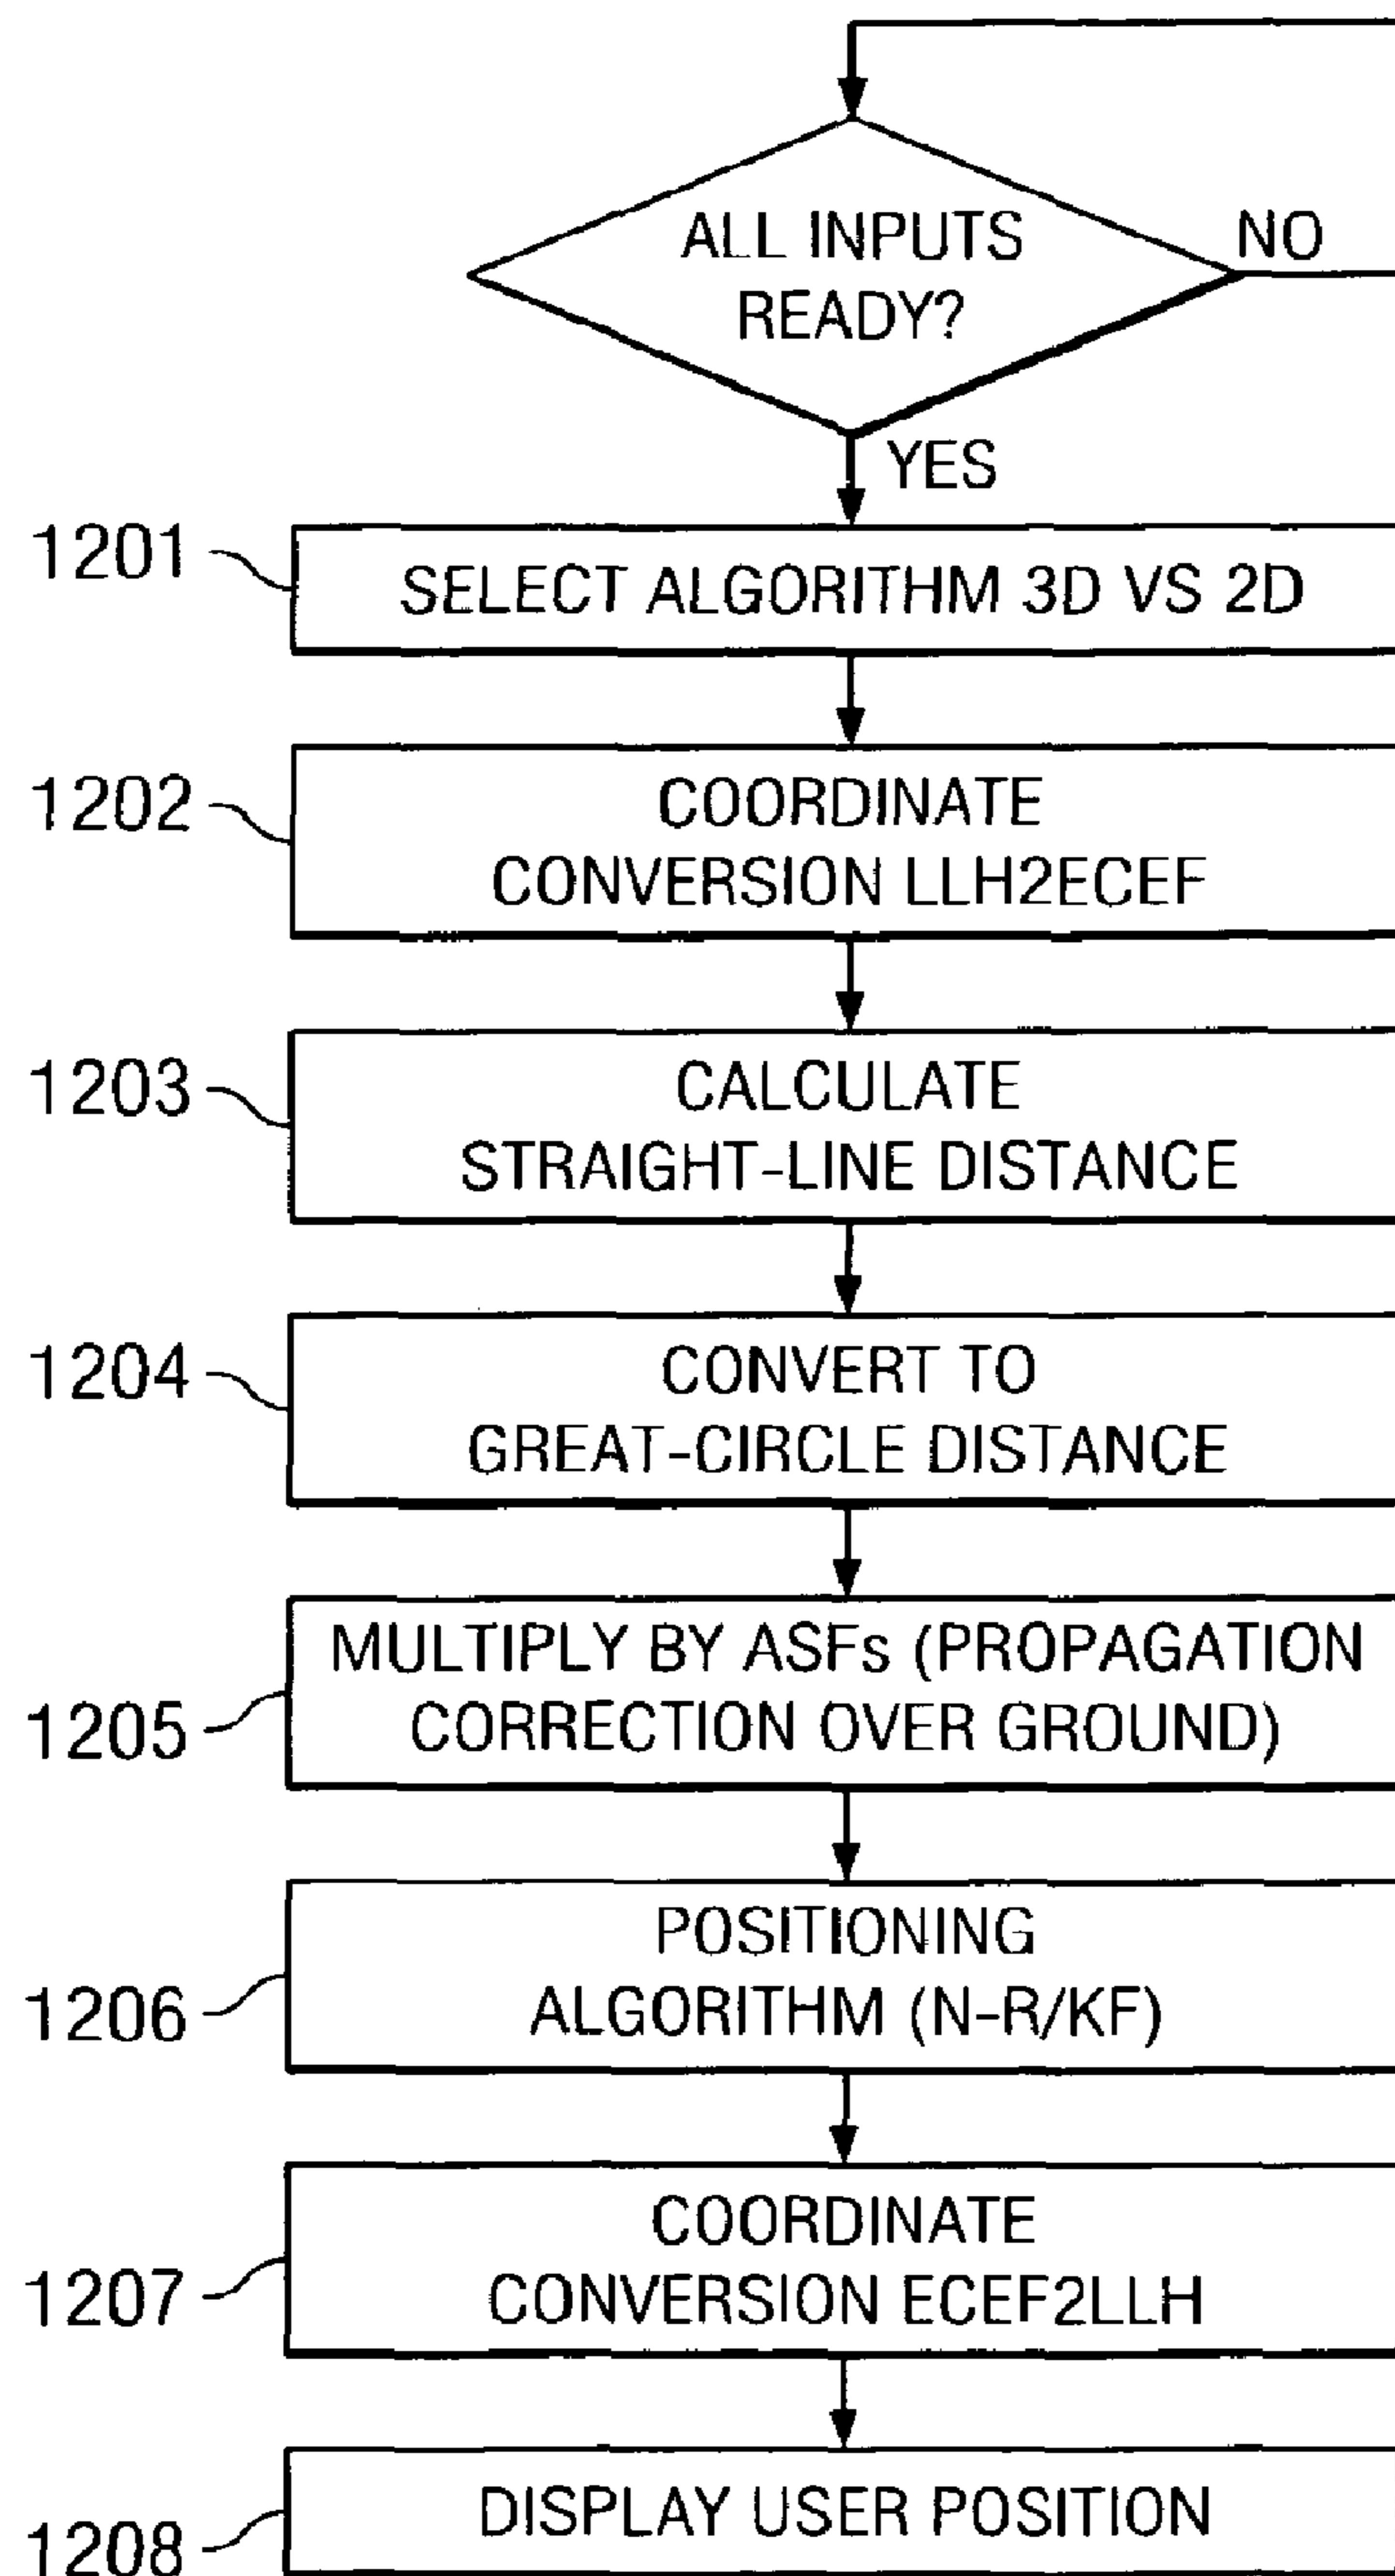 ALL INPUTS
READY?
NO
YES
1201
SELECT ALGORITHM 3D VS 2D
1202
COORDINATE
CONVERSION LLH2ECEF
1203
CALCULATE
STRAIGHT-LINE DISTANCE
1204
CONVERT TO
GREAT-CIRCLE DISTANCE
1205
MULTIPLY BY ASFs (PROPAGATION
CORRECTION OVER GROUND)
1206
POSITIONING
ALGORITHM (N-R/KF)
1207
COORDINATE
CONVERSION ECEF2LLH
1208
DISPLAY USER POSITION